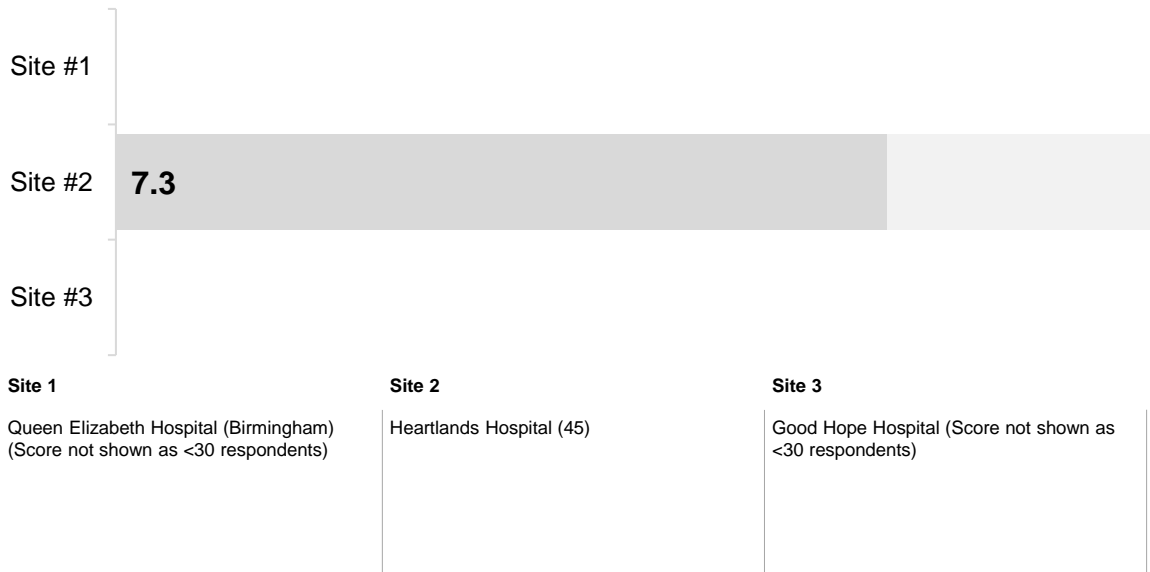 Site #1
Site #2
7.3
Site #3
Site 1
Queen Elizabeth Hospital (Birmingham)
(Score not shown as <30 respondents)
Site 2
Heartlands Hospital (45)
Site 3
Good Hope Hospital (Score not shown as
<30 respondents)